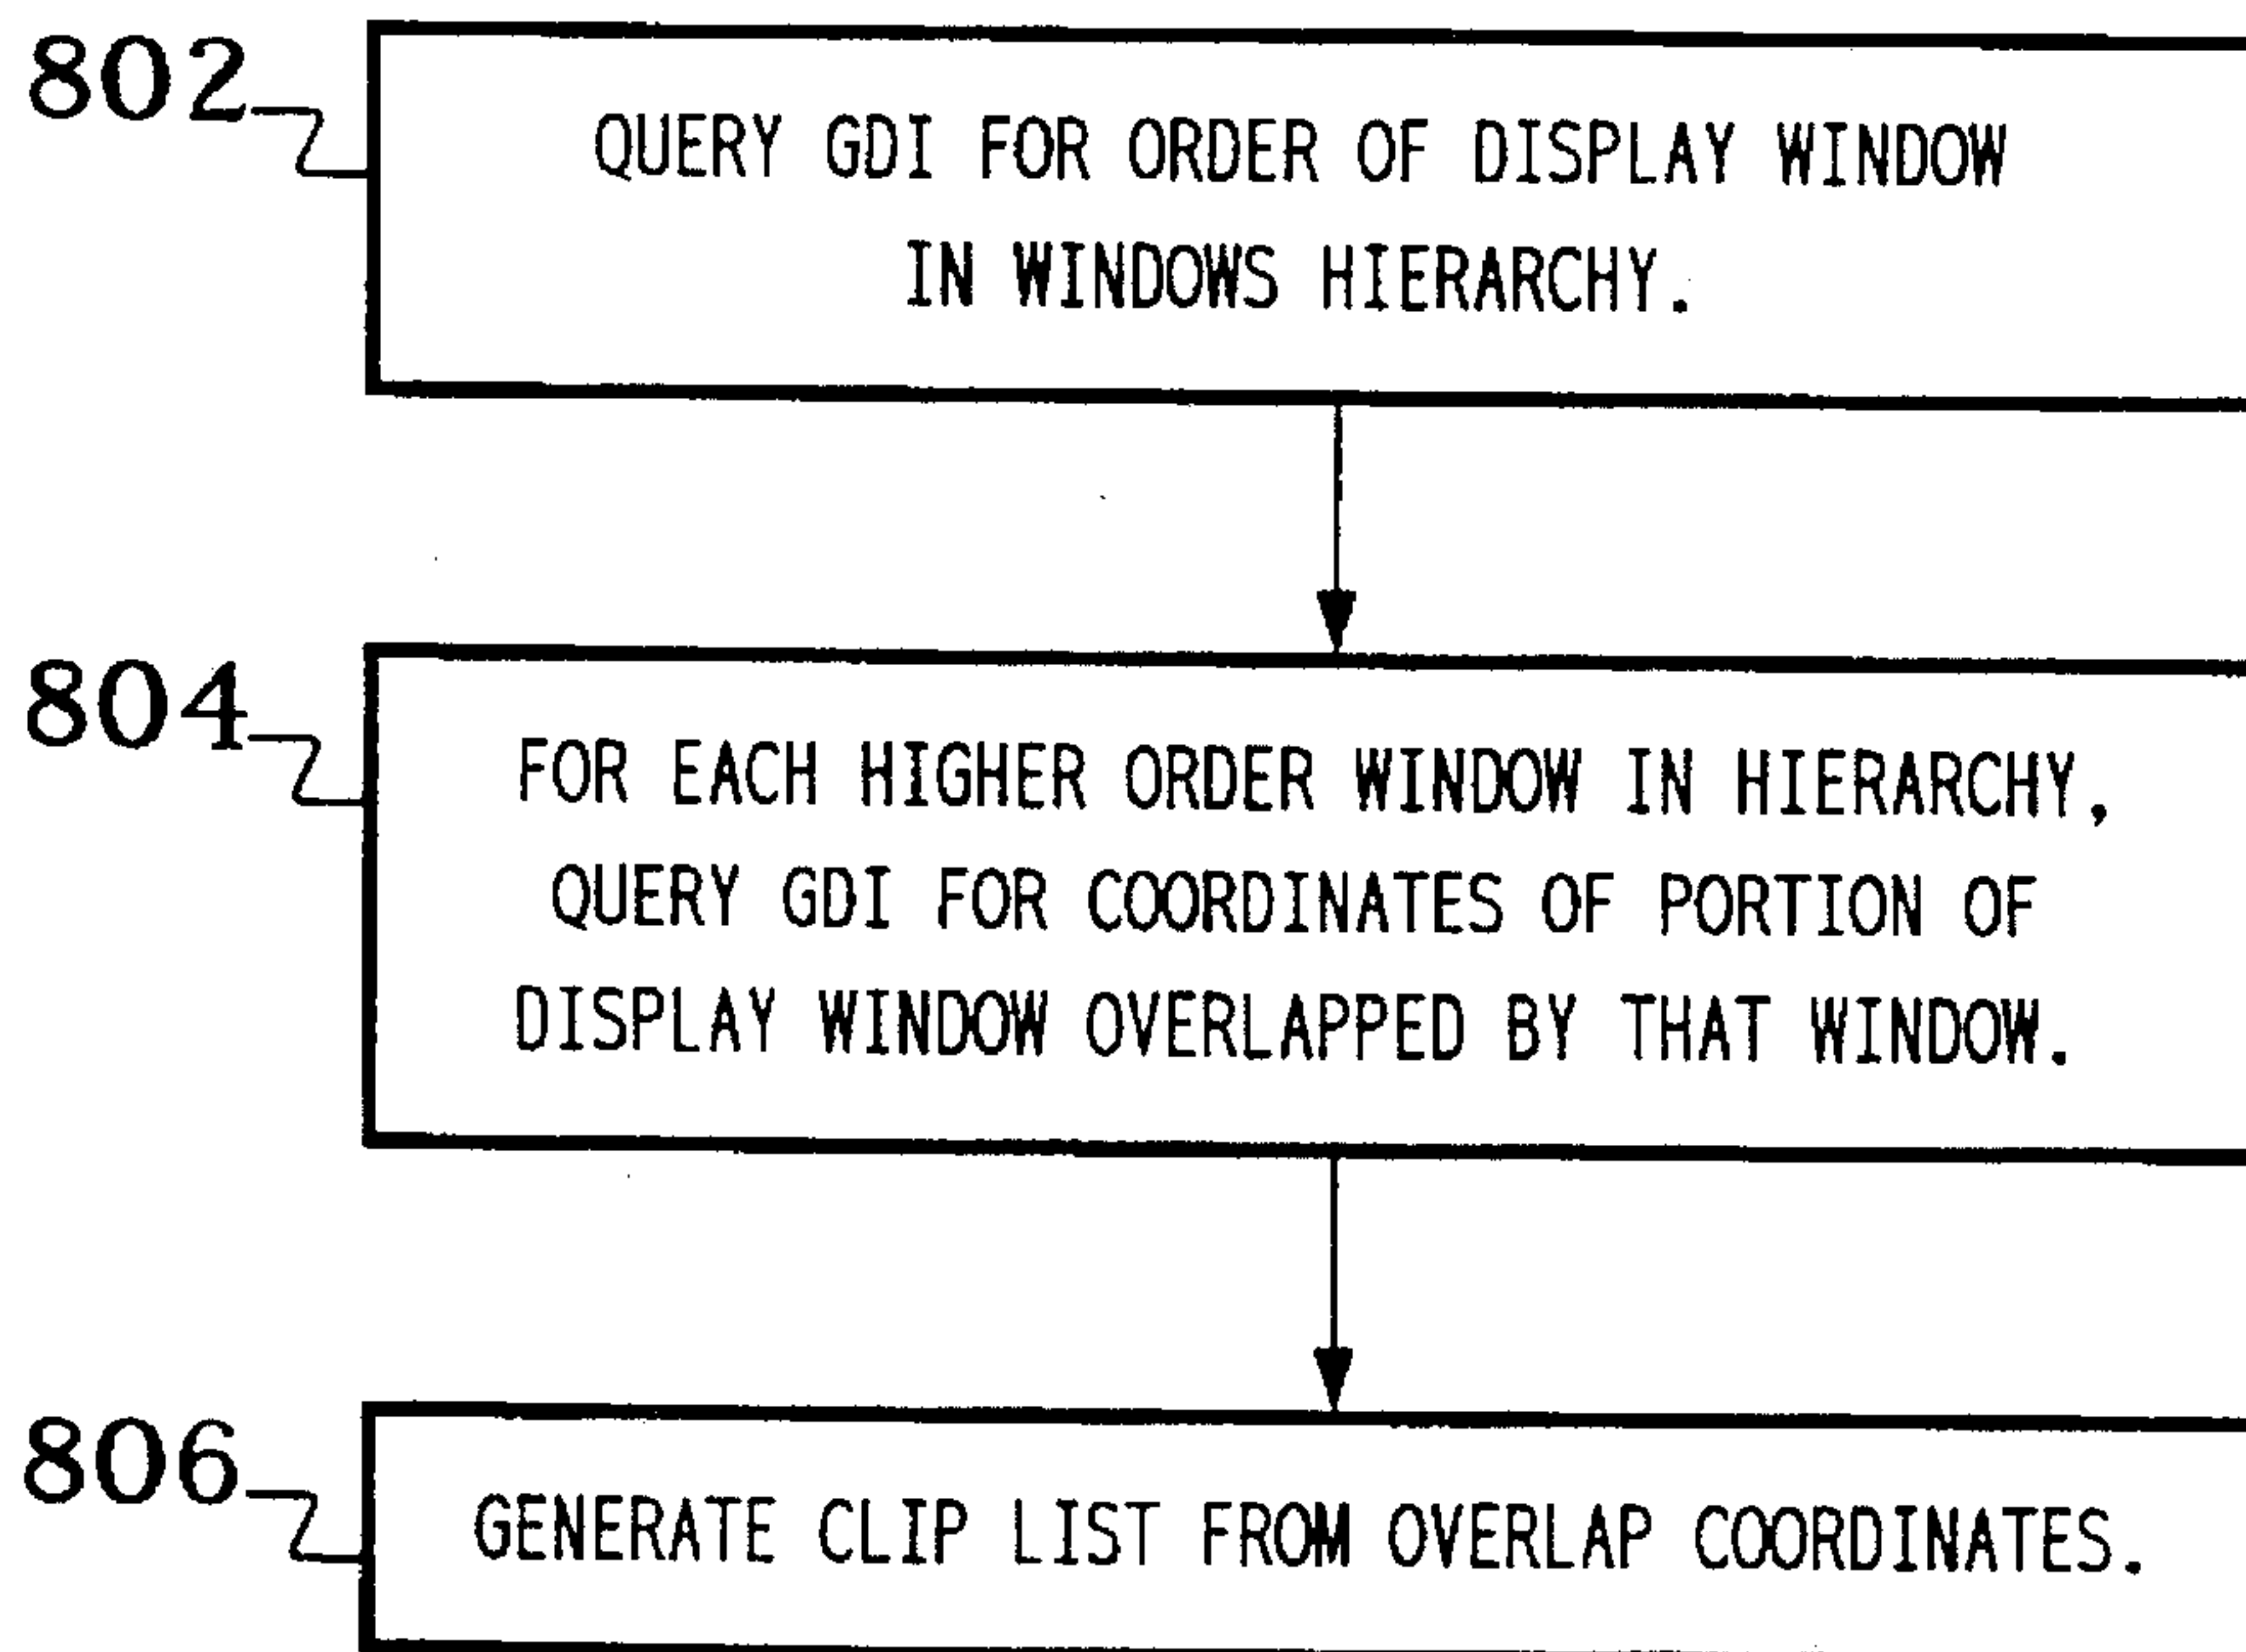 802
QUERY GDI FOR ORDER OF DISPLAY WINDOW
IN WINDOWS HIERARCHY.
804
FOR EACH HIGHER ORDER WINDOW IN HIERARCHY,
QUERY GDI FOR COORDINATES OF PORTION OF
DISPLAY WINDOW OVERLAPPED BY THAT WINDOW.
806
GENERATE CLIP LIST FROM OVERLAP COORDINATES.